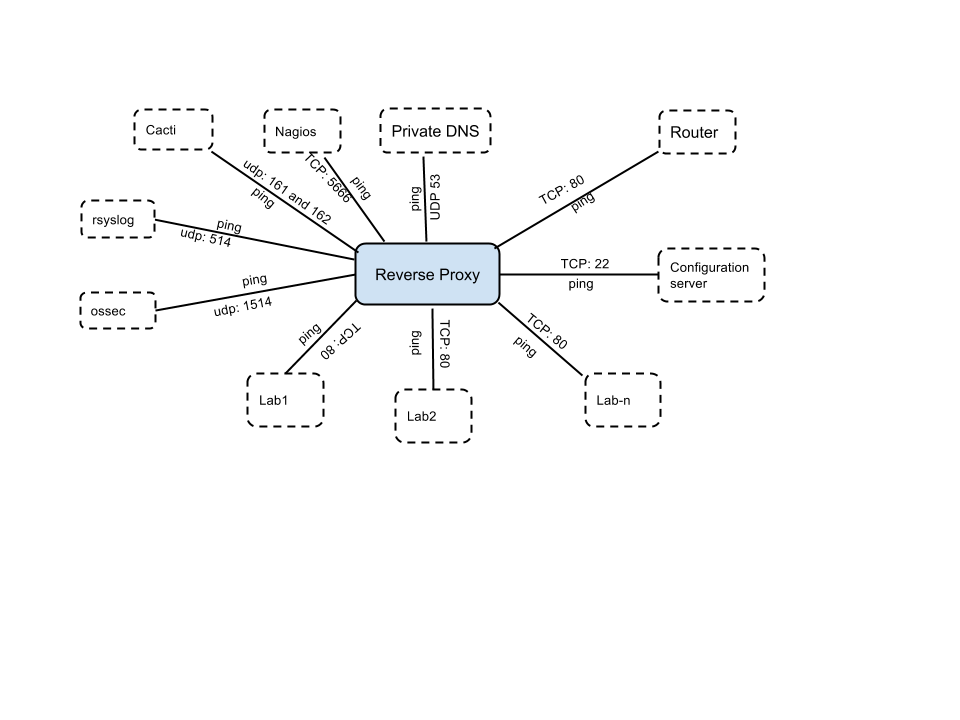 Cacti
Nagios
Private DNS
Router
udp: 161 and 162
ping
TCP: 5666
ping
ping
UDP 53
TCP: 80
ping
rsyslog
ping
udp: 514
Reverse Proxy
TCP: 22
ping
Configuration
server
ossec
ping
udp: 1514
ping
TCP: 80
ping
TCP: 80
TCP: 80
ping
Lab1
Lab2
Lab-n